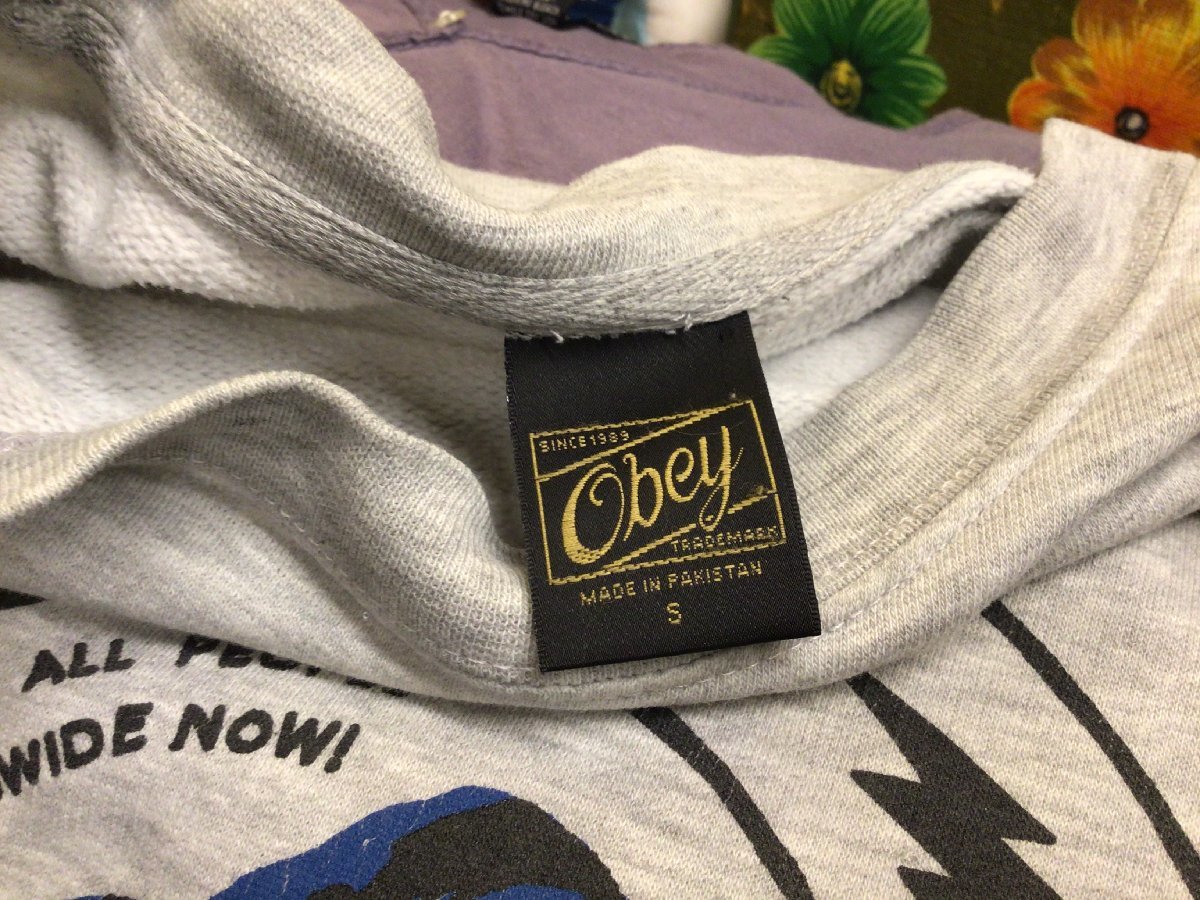 SINCE 1989
Obey
TRADEMARK
MADE IN PAKISTAN
S
ALL
WIDE NOW!